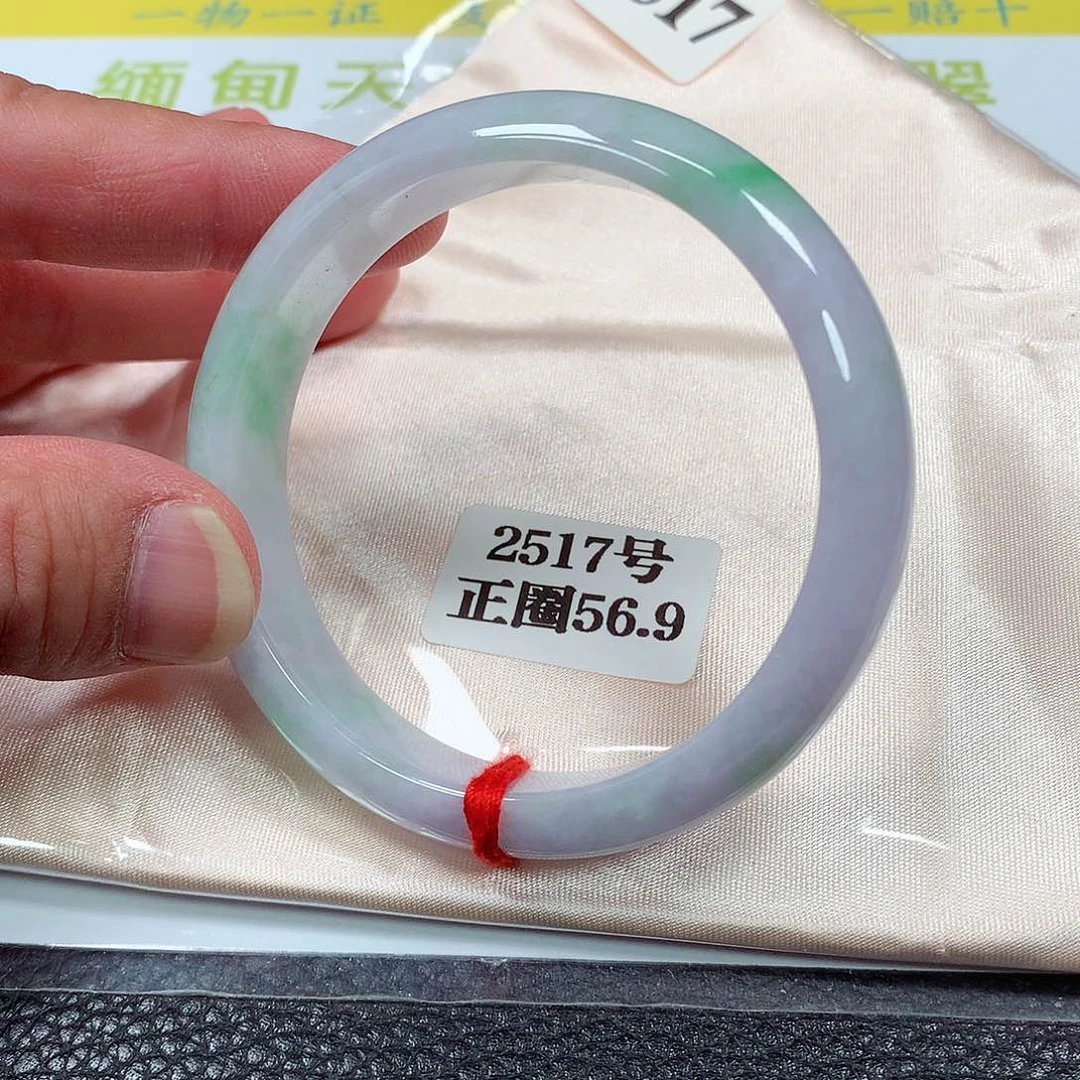 一物一证 一赔十
缅甸天 翠
517
2517号
正圈56.9